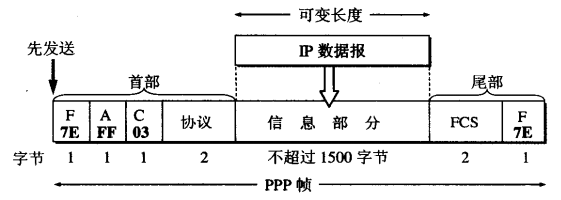 可变长度
先发送
IP 数据报
首部
尾部
F A C 协议 信息部分 FCS F
7E FF 03 7E
字节 1 1 1 2 不超过 1500 字节 2 1
PPP 帧